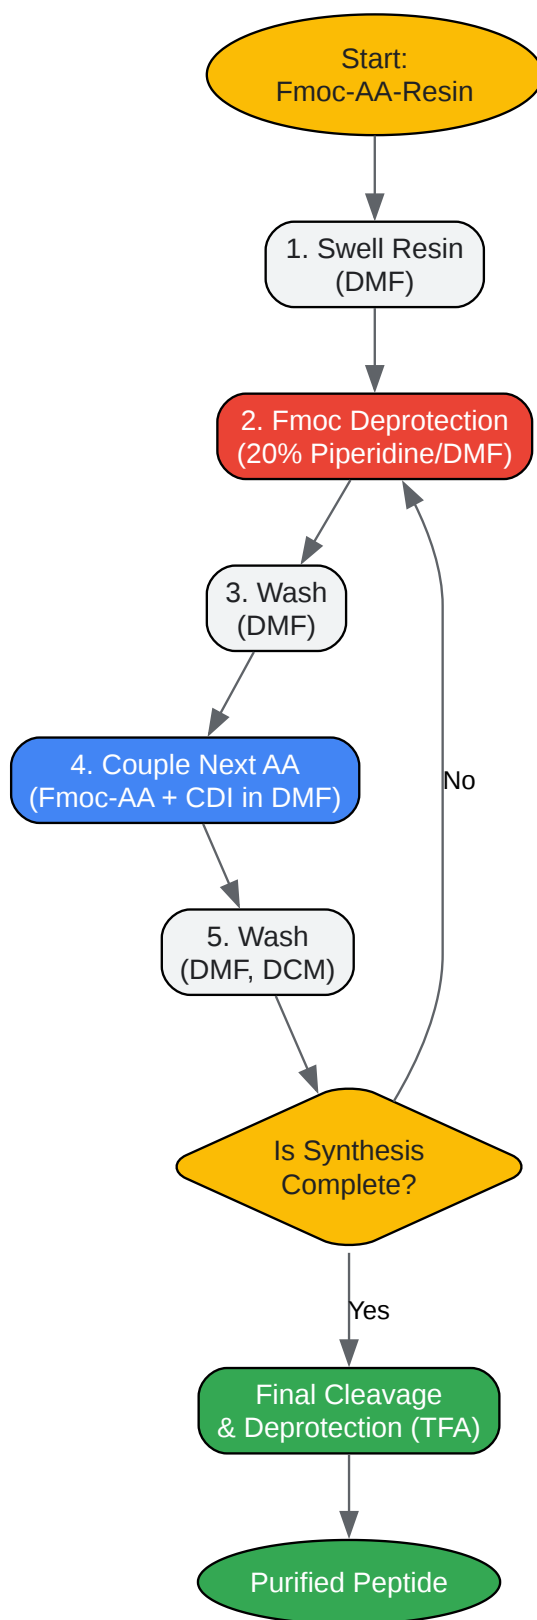 Start:
Fmoc-AA-Resin
1. Swell Resin
(DMF)
2. Fmoc Deprotection
(20% Piperidine/DMF)
3. Wash
(DMF)
4. Couple Next AA
(Fmoc-AA + CDI in DMF)
No
5. Wash
(DMF, DCM)
Is Synthesis
Complete?
Yes
Final Cleavage
& Deprotection (TFA)
Purified Peptide